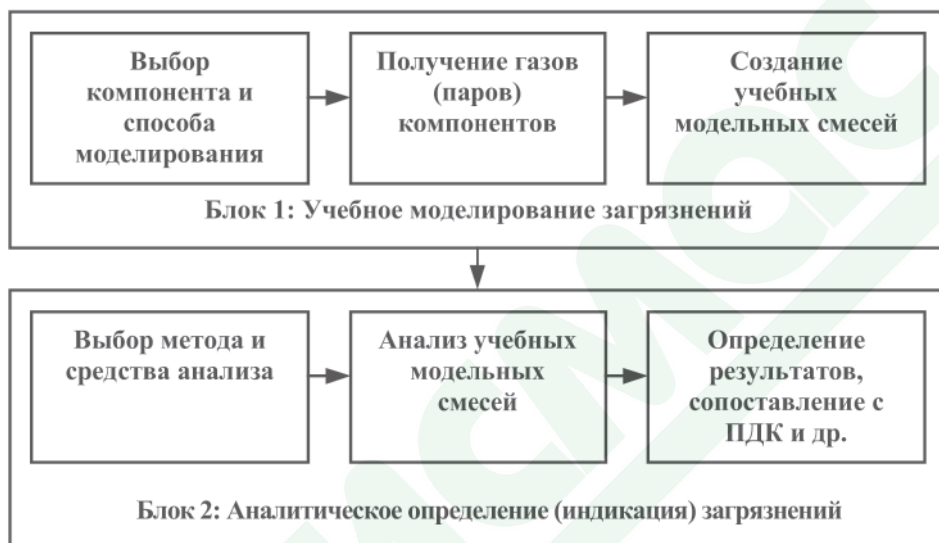 Выбор
компонента и
способа
моделирования
Получение газов
(паров)
компонентов
Создание
учебных
модельных смесей
Блок 1: Учебное моделирование загрязнений
Выбор метода и
средства анализа
Анализ учебных
модельных
смесей
Определение
результатов,
сопоставление с
ПДК и др.
Блок 2: Аналитическое определение (индикация) загрязнений